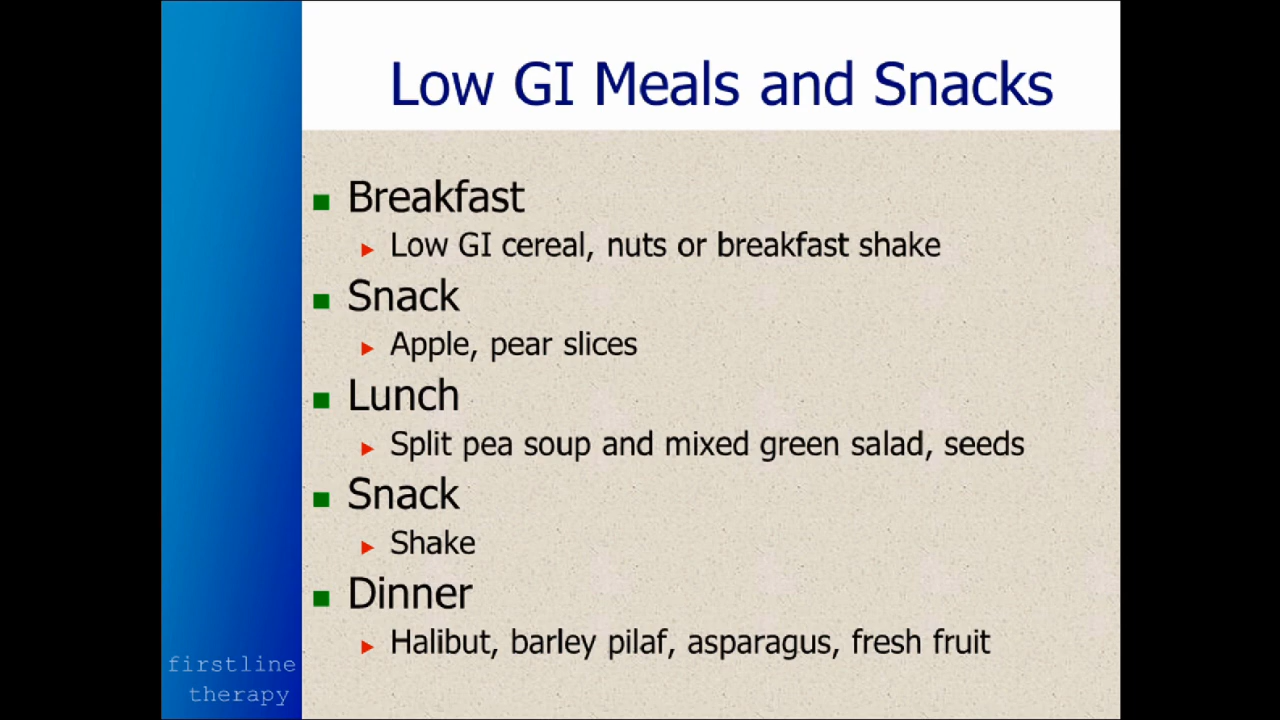 Low GI Meals and Snacks
Breakfast
Low GI cereal, nuts or breakfast shake
Snack
Apple, pear slices
Lunch
Split pea soup and mixed green salad, seeds
Snack
Shake
Dinner
Halibut, barley pilaf, asparagus, fresh fruit
firstline
therapy